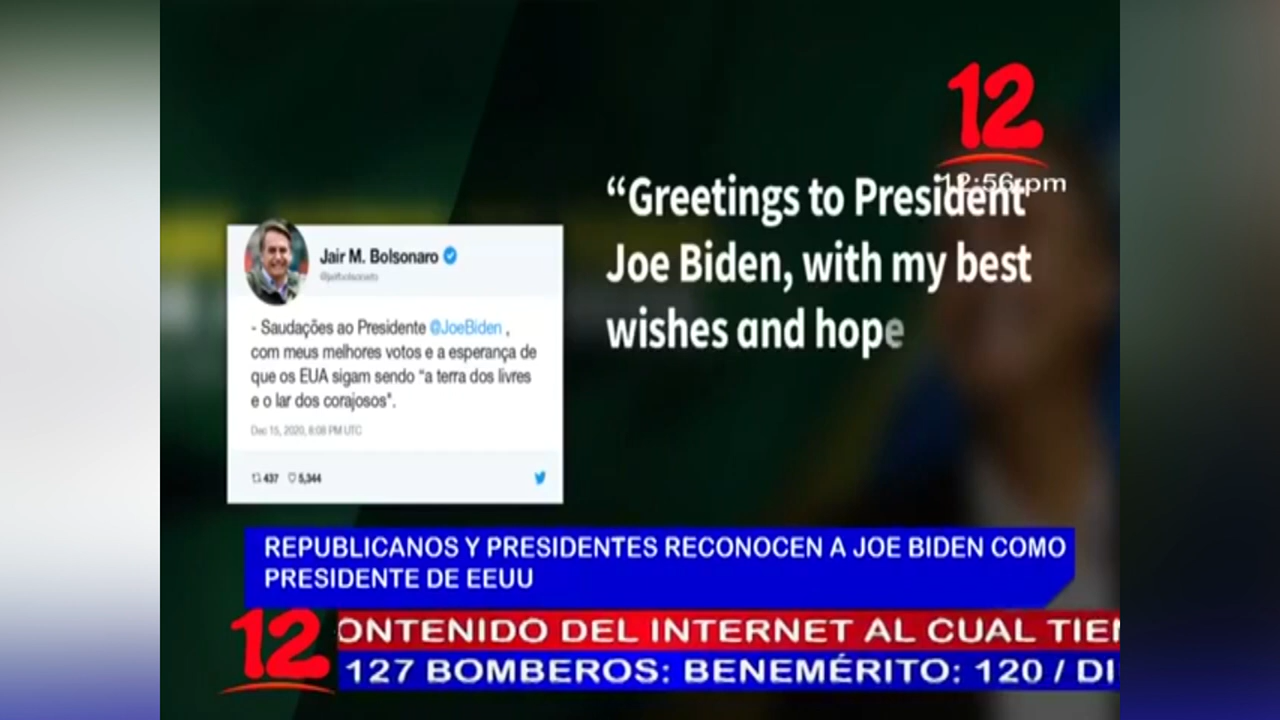 12
12:56 pm
“Greetings to President
Joe Biden, with my best
wishes and hope
Jair M. Bolsonaro
@jairbolsonaro
- Saudações ao Presidente @JoeBiden ,
com meus melhores votos e a esperança de
que os EUA sigam sendo “a terra dos livres
e o lar dos corajosos".
Dec 15, 2020, 8:08 PM UTC
437 5,344
REPUBLICANOS Y PRESIDENTES RECONOCEN A JOE BIDEN COMO
PRESIDENTE DE EEUU
12
ONTENIDO DEL INTERNET AL CUAL TIE
127 BOMBEROS: BENEMÉRITO: 120 / DI